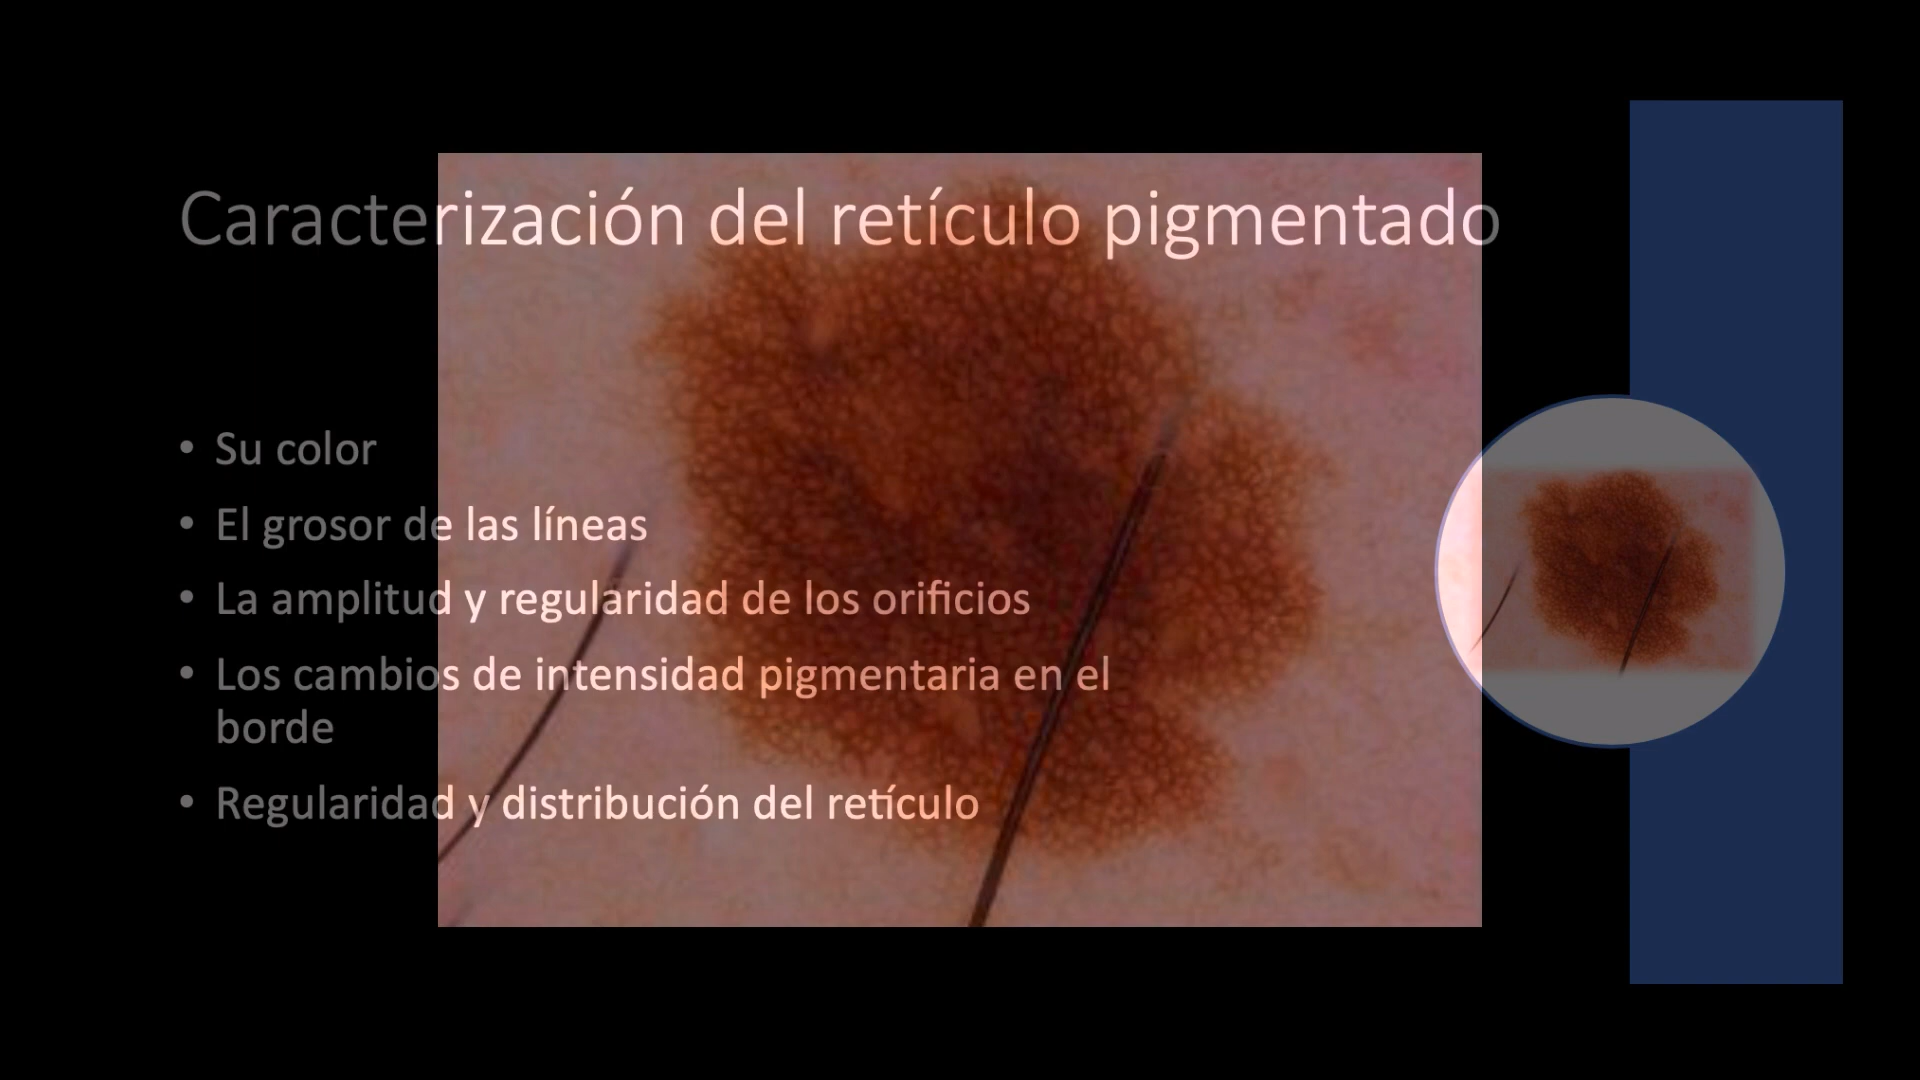 Caracterización del retículo pigmentado
• Su color
• El grosor de las líneas
• La amplitud y regularidad de los orificios
• Los cambios de intensidad pigmentaria en el
borde
• Regularidad y distribución del retículo